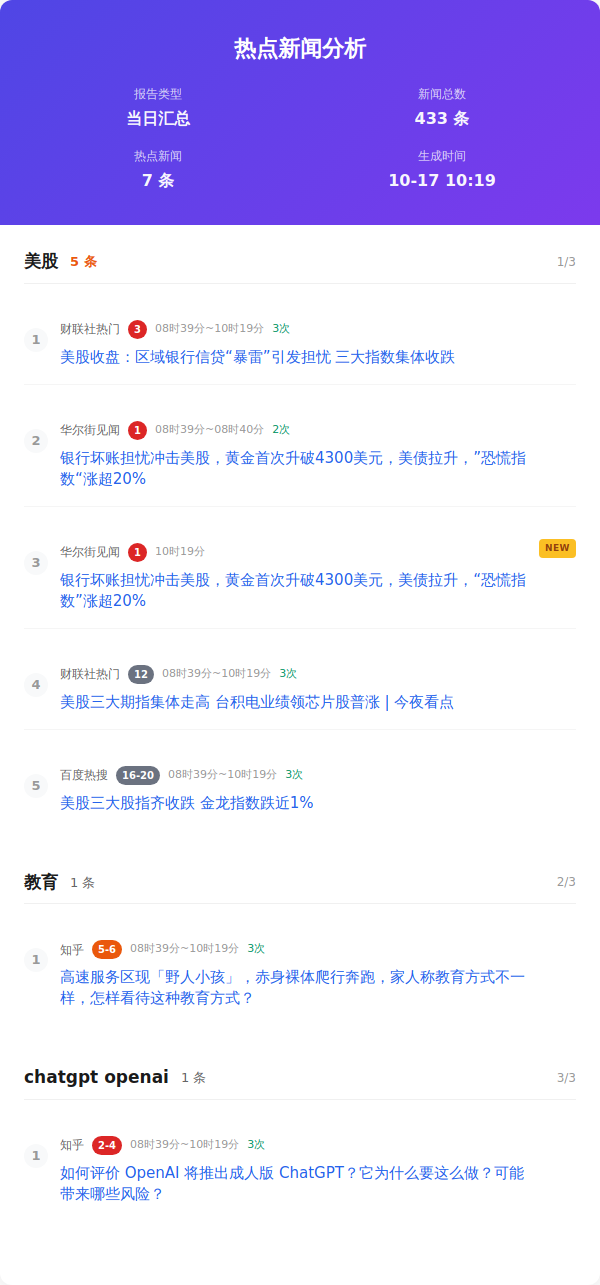 热点新闻分析
报告类型
新闻总数
当日汇总
433 条
热点新闻
生成时间
7 条
10-17 10:19
美股 5 条 1/3
1 财联社热门 3 08时39分~10时19分 3次
美股收盘：区域银行信贷“暴雷”引发担忧 三大指数集体收跌
2 华尔街见闻 1 08时39分~08时40分 2次
银行坏账担忧冲击美股，黄金首次升破4300美元，美债拉升，”恐慌指
数“涨超20%
3 华尔街见闻 1 10时19分 NEW
银行坏账担忧冲击美股，黄金首次升破4300美元，美债拉升，“恐慌指
数”涨超20%
4 财联社热门 12 08时39分~10时19分 3次
美股三大期指集体走高 台积电业绩领芯片股普涨 | 今夜看点
5 百度热搜 16-20 08时39分~10时19分 3次
美股三大股指齐收跌 金龙指数跌近1%
教育 1 条 2/3
1 知乎 5-6 08时39分~10时19分 3次
高速服务区现「野人小孩」，赤身裸体爬行奔跑，家人称教育方式不一
样，怎样看待这种教育方式？
chatgpt openai 1 条 3/3
1 知乎 2-4 08时39分~10时19分 3次
如何评价 OpenAI 将推出成人版 ChatGPT？它为什么要这么做？可能
带来哪些风险？